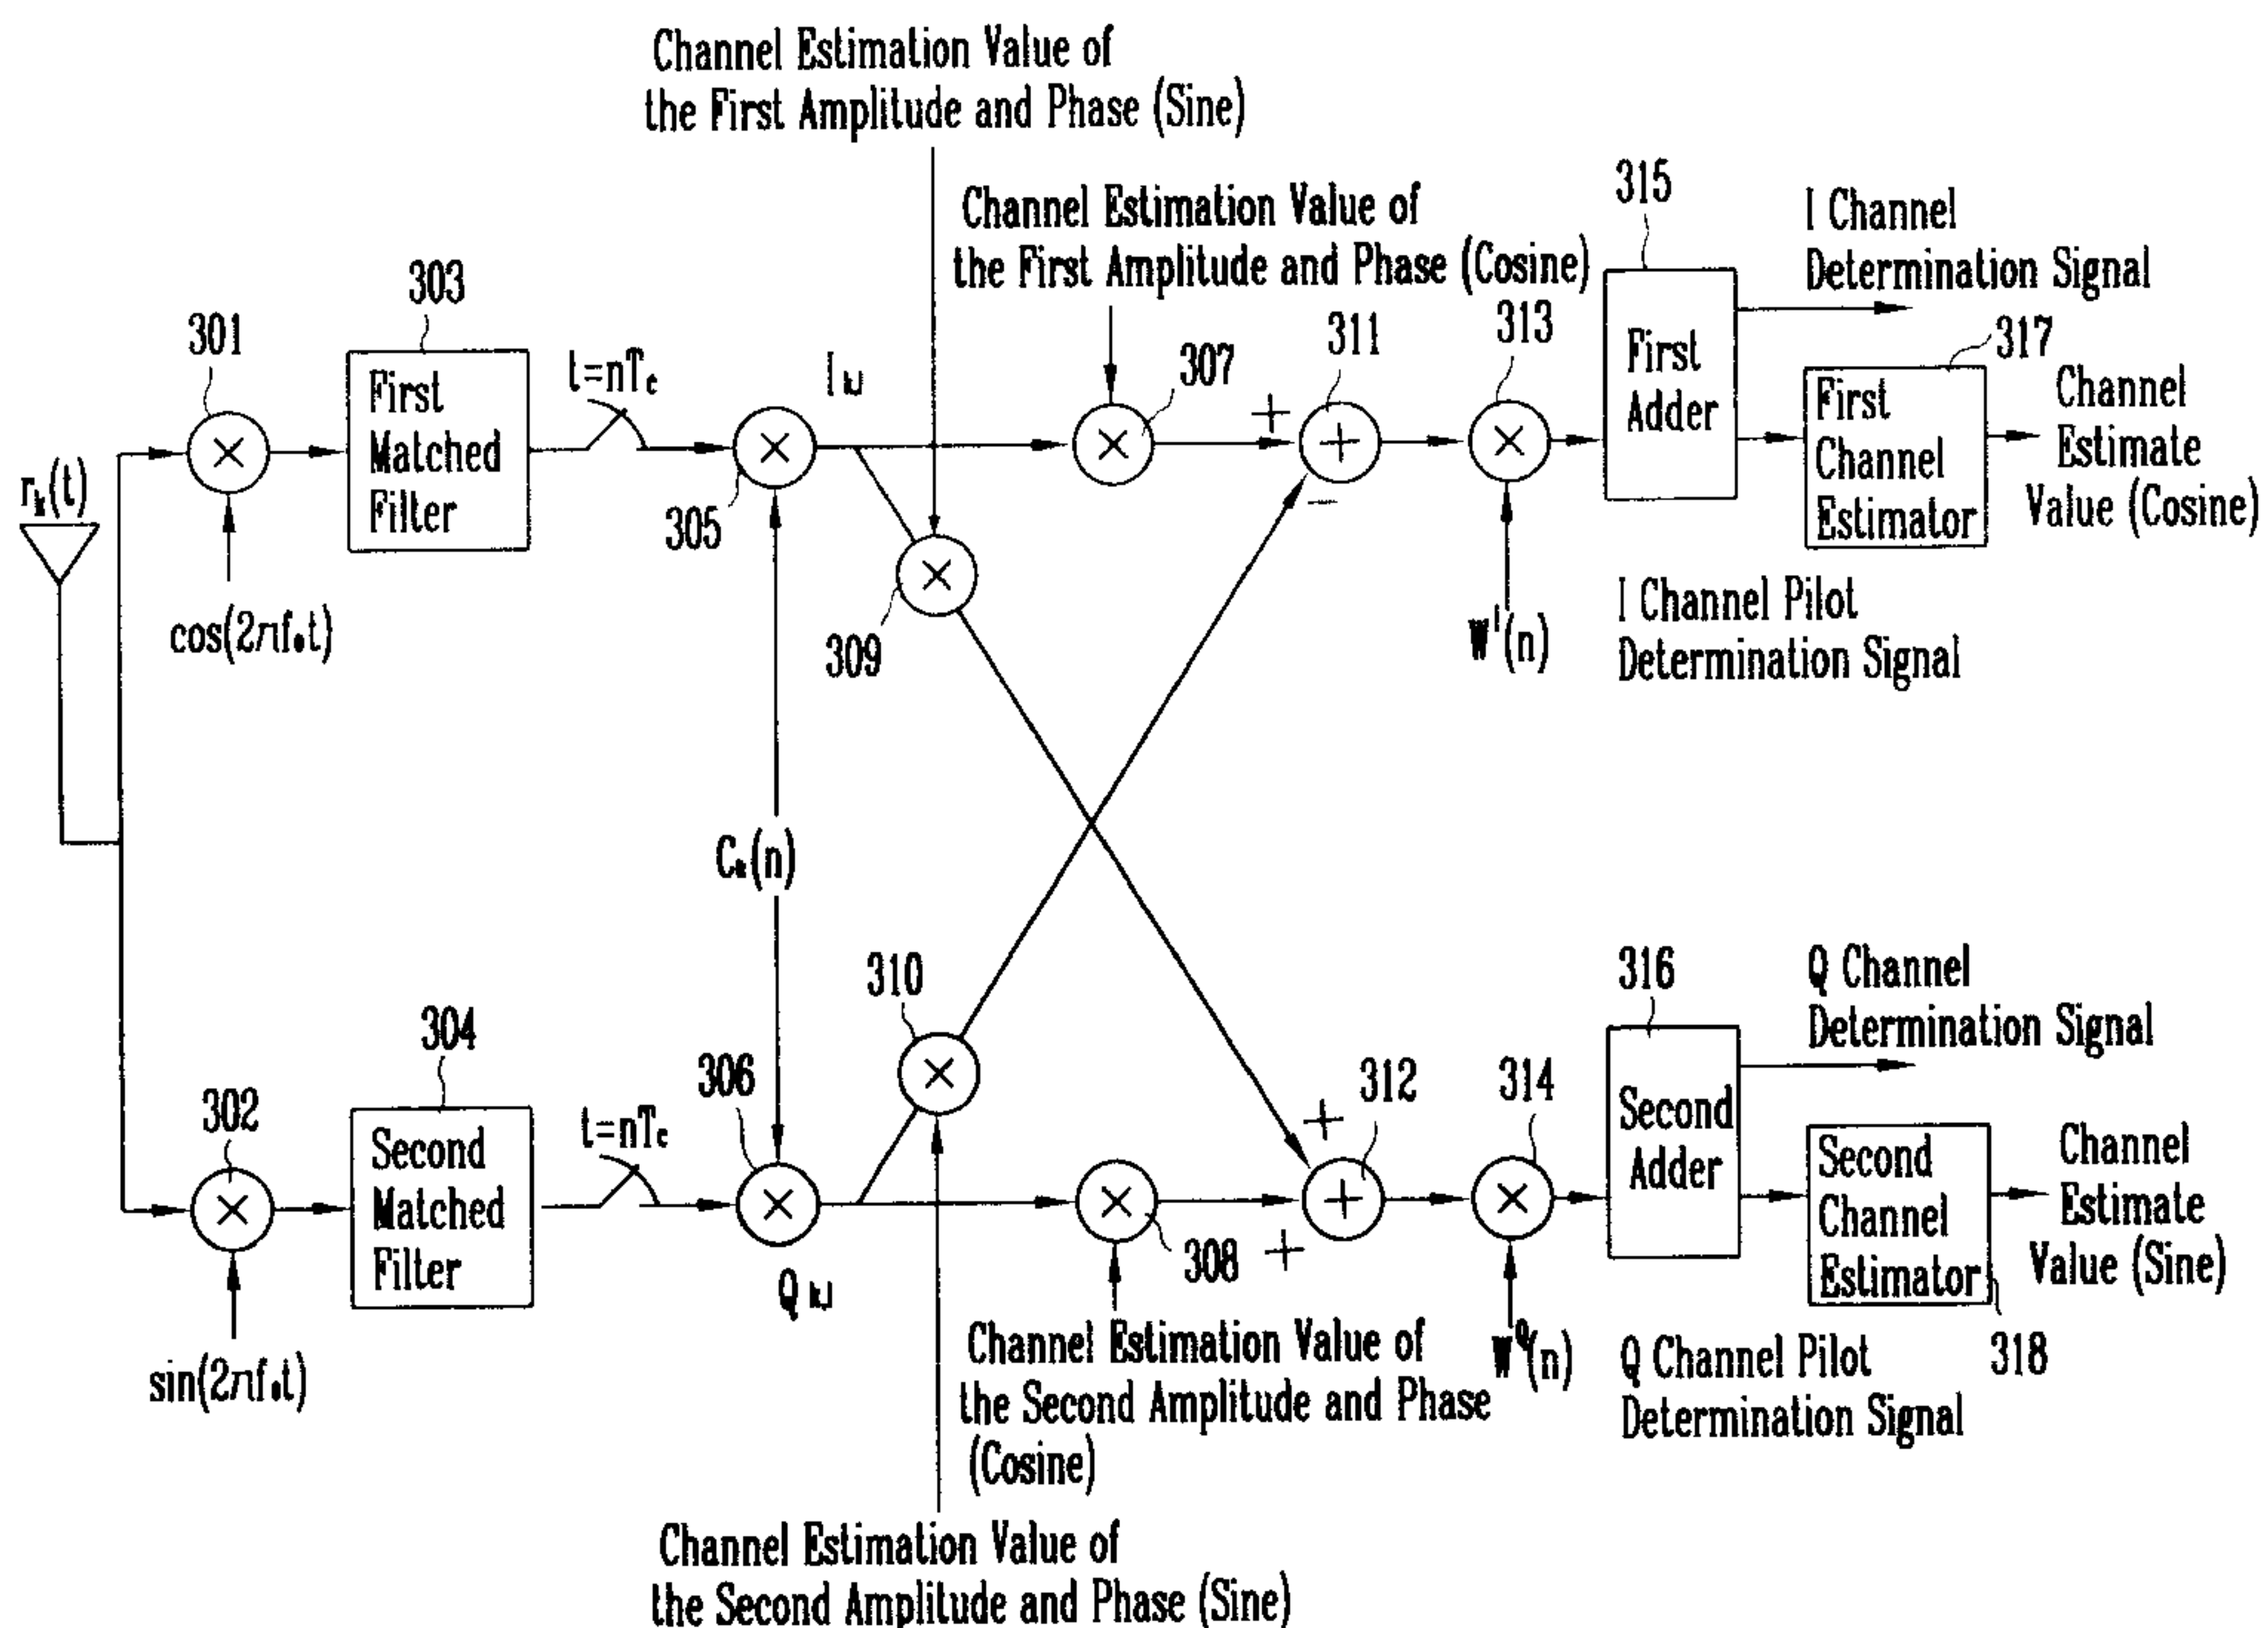 Channel Estimation Value of
the First Amplitude and Phase (Sine)
Channel Estimation Value of
the First Amplitude and Phase (Cosine)
315
I Channel
Determination Signal
303
301
First
Matched
Filter
t=nTc
I
305
307
311
313
First
Adder
317
First
Channel
Estimator
Channel
Estimate
Value (Cosine)
rk(t)
309
W^I(n)
I Channel Pilot
Determination Signal
Ck(n)
310
316
Q Channel
Determination Signal
304
302
Second
Matched
Filter
t=nTc
306
Q
308
312
314
Second
Adder
Second
Channel
Estimator
318
Channel
Estimate
Value (Sine)
Channel Estimation Value of
the Second Amplitude and Phase
(Cosine)
W^Q(n)
Q Channel Pilot
Determination Signal
Channel Estimation Value of
the Second Amplitude and Phase (Sine)